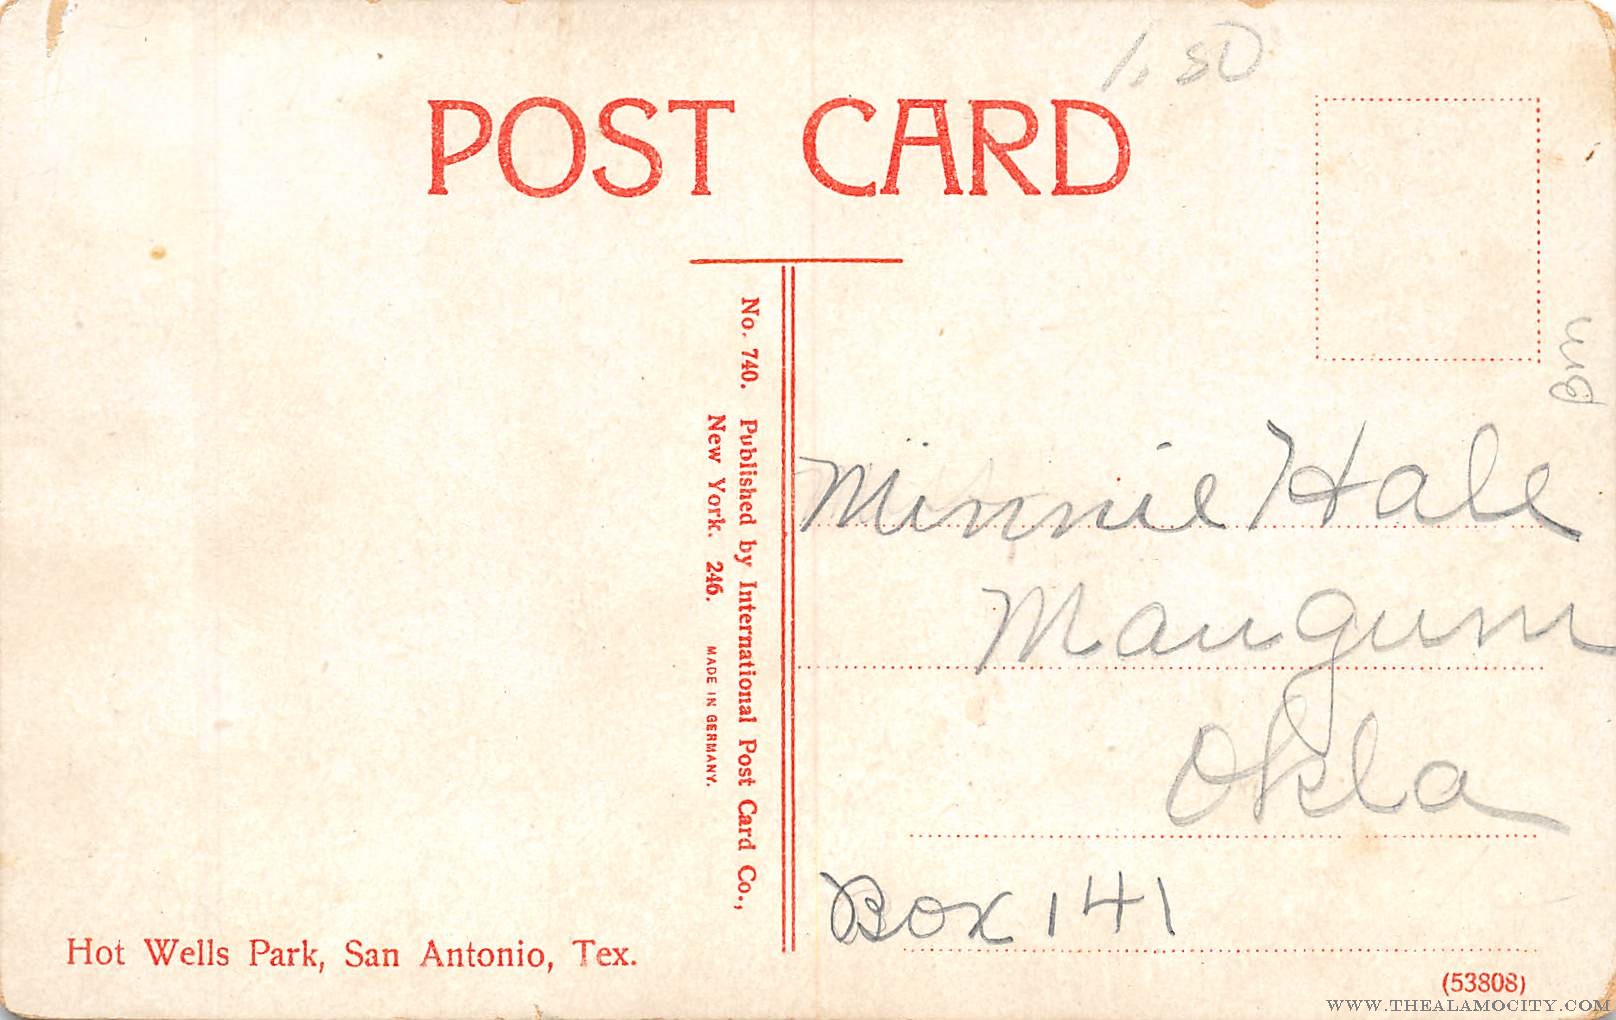 1.50
POST CARD
No. 740. Published by International Post Card Co.,
New York. 246. MADE IN GERMANY.
Minnie Hale
Mangum
Okla
Box 141
Hot Wells Park, San Antonio, Tex.
(53808)
WWW.THEALAMOCITY.COM